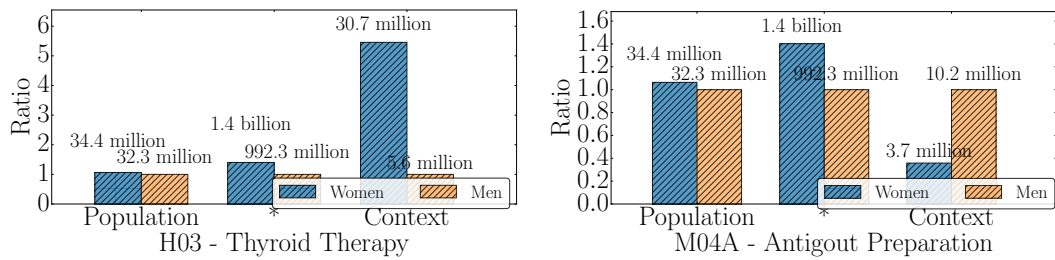 30.7 million
6
5
4
3
2
1
0
Ratio
1.4 billion
34.4 million
992.3 million
32.3 million
5.6 million
Women
Men
Population
*
Context
H03 - Thyroid Therapy
1.4 billion
1.6
1.4
1.2
1.0
0.8
0.6
0.4
0.2
0.0
Ratio
34.4 million
32.3 million
992.3 million
10.2 million
3.7 million
Women
Men
Population
*
Context
M04A - Antigout Preparation